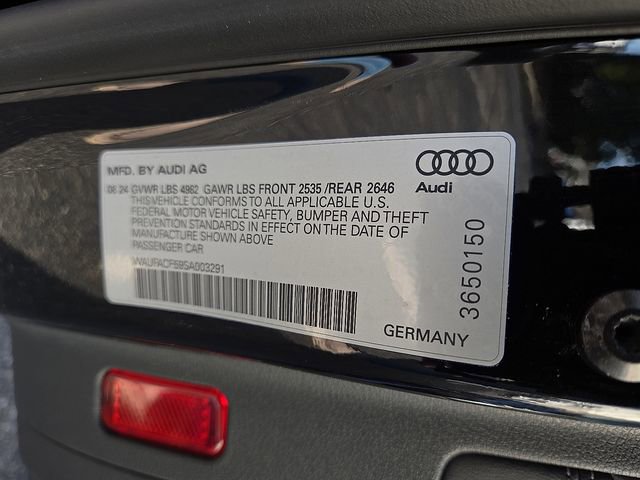 MFD. BY AUDI AG
08 24 GVWR LBS 4982 GAWR LBS FRONT 2535 /REAR 2646
THIS VEHICLE CONFORMS TO ALL APPLICABLE U.S.
FEDERAL MOTOR VEHICLE SAFETY, BUMPER AND THEFT
PREVENTION STANDARDS IN EFFECT ON THE DATE OF
MANUFACTURE SHOWN ABOVE
PASSENGER CAR
WAUFACF59SA003291
GERMANY
Audi
3650150